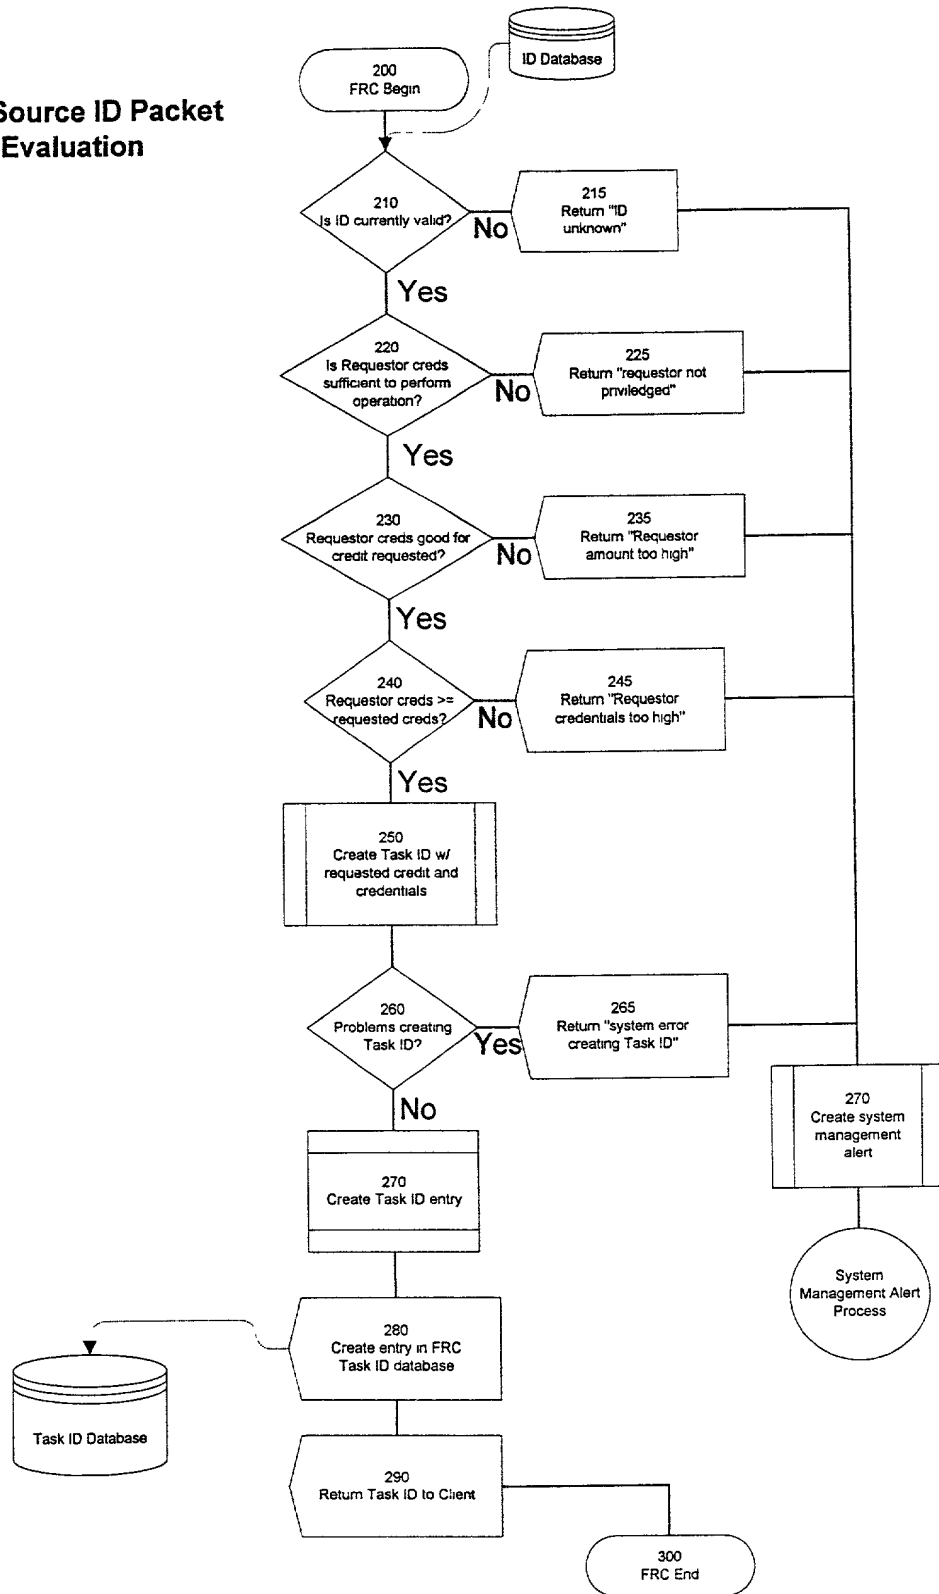 ID Database
200
FRC Begin
Source ID Packet
Evaluation
210
Is ID currently valid?
No
215
Return "ID
unknown"
Yes
220
Is Requestor creds
sufficient to perform
operation?
No
225
Return "requestor not
priviledged"
Yes
230
Requestor creds good for
credit requested?
No
235
Return "Requestor
amount too high"
Yes
240
Requestor creds >=
requested creds?
No
245
Return "Requestor
credentials too high"
Yes
250
Create Task ID w/
requested credit and
credentials
260
Problems creating
Task ID?
Yes
265
Return "system error
creating Task ID"
No
270
Create system
management
alert
270
Create Task ID entry
System
Management Alert
Process
280
Create entry in FRC
Task ID database
Task ID Database
290
Return Task ID to Client
300
FRC End